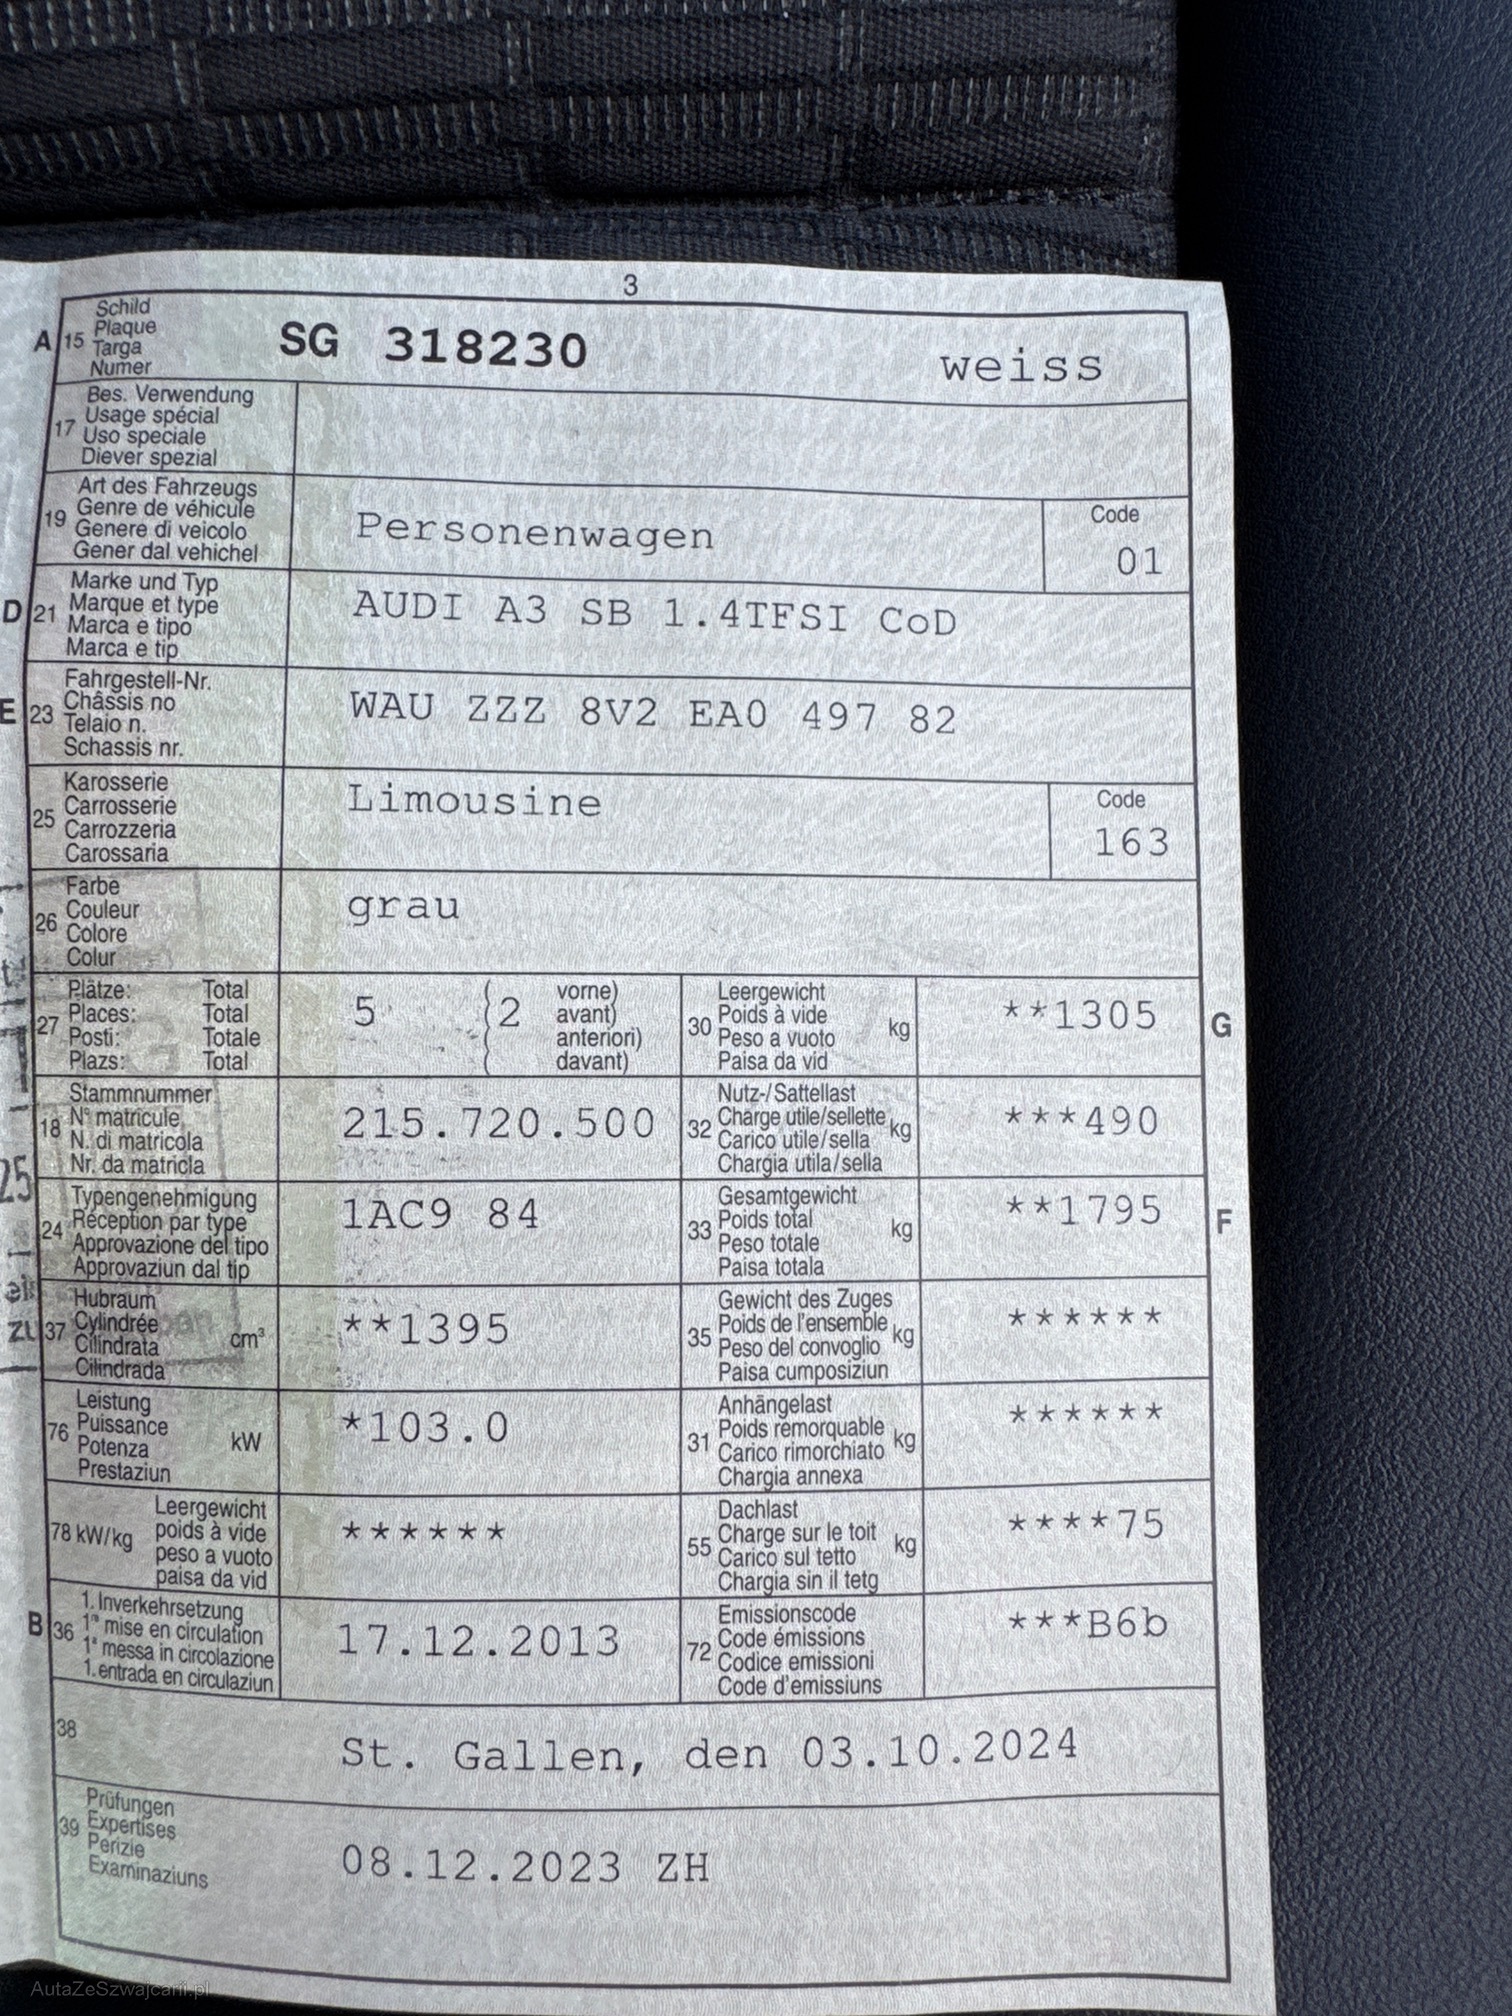 3
A 15 Schild
Plaque
Targa
Numer
SG 318230 weiss
17 Bes. Verwendung
Usage spécial
Uso speciale
Diever spezial
19 Art des Fahrzeugs
Genre de véhicule
Genere di veicolo
Gener dal vehichel
Personenwagen
Code
01
D 21 Marke und Typ
Marque et type
Marca e tipo
Marca e tip
AUDI A3 SB 1.4TFSI CoD
E 23 Fahrgestell-Nr.
Châssis no
Telaio n.
Schassis nr.
WAU ZZZ 8V2 EA0 497 82
25 Karosserie
Carrosserie
Carrozzeria
Carossaria
Limousine
Code
163
26 Farbe
Couleur
Colore
Colur
grau
27 Plätze: Total
Places: Total
Posti: Totale
Plazs: Total
5 (2 vorne)
avant)
anteriori)
davant)
30 Leergewicht
Poids à vide
Peso a vuoto
Paisa da vid
kg
**1305
G
18 Stammnummer
N° matricule
N. di matricola
Nr. da matricla
215.720.500
32 Nutz-/Sattellast
Charge utile/sellette
Carico utile/sella
Chargia utila/sella
kg
***490
24 Typengenehmigung
Réception par type
Approvazione del tipo
Approvaziun dal tip
1AC9 84
33 Gesamtgewicht
Poids total
Peso totale
Paisa totala
kg
**1795
F
37 Hubraum
Cylindrée
Cilindrata
Cilindrada
cm³
**1395
35 Gewicht des Zuges
Poids de l'ensemble
Peso del convoglio
Paisa cumposiziun
kg
******
76 Leistung
Puissance
Potenza
Prestaziun
kW
*103.0
31 Anhängelast
Poids remorquable
Carico rimorchiato
Chargia annexa
kg
******
78 kW/kg Leergewicht
poids à vide
peso a vuoto
paisa da vid
******
55 Dachlast
Charge sur le toit
Carico sul tetto
Chargia sin il tetg
kg
****75
B 36 1. Inverkehrsetzung
1re mise en circulation
1a messa in circolazione
1. entrada en circulaziun
17.12.2013
72 Emissionscode
Code émissions
Codice emissioni
Code d'emissiuns
***B6b
38
St. Gallen, den 03.10.2024
39 Prüfungen
Expertises
Perizie
Examinaziuns
08.12.2023 ZH
25
zu
AutaZeSzwajcarii.pl